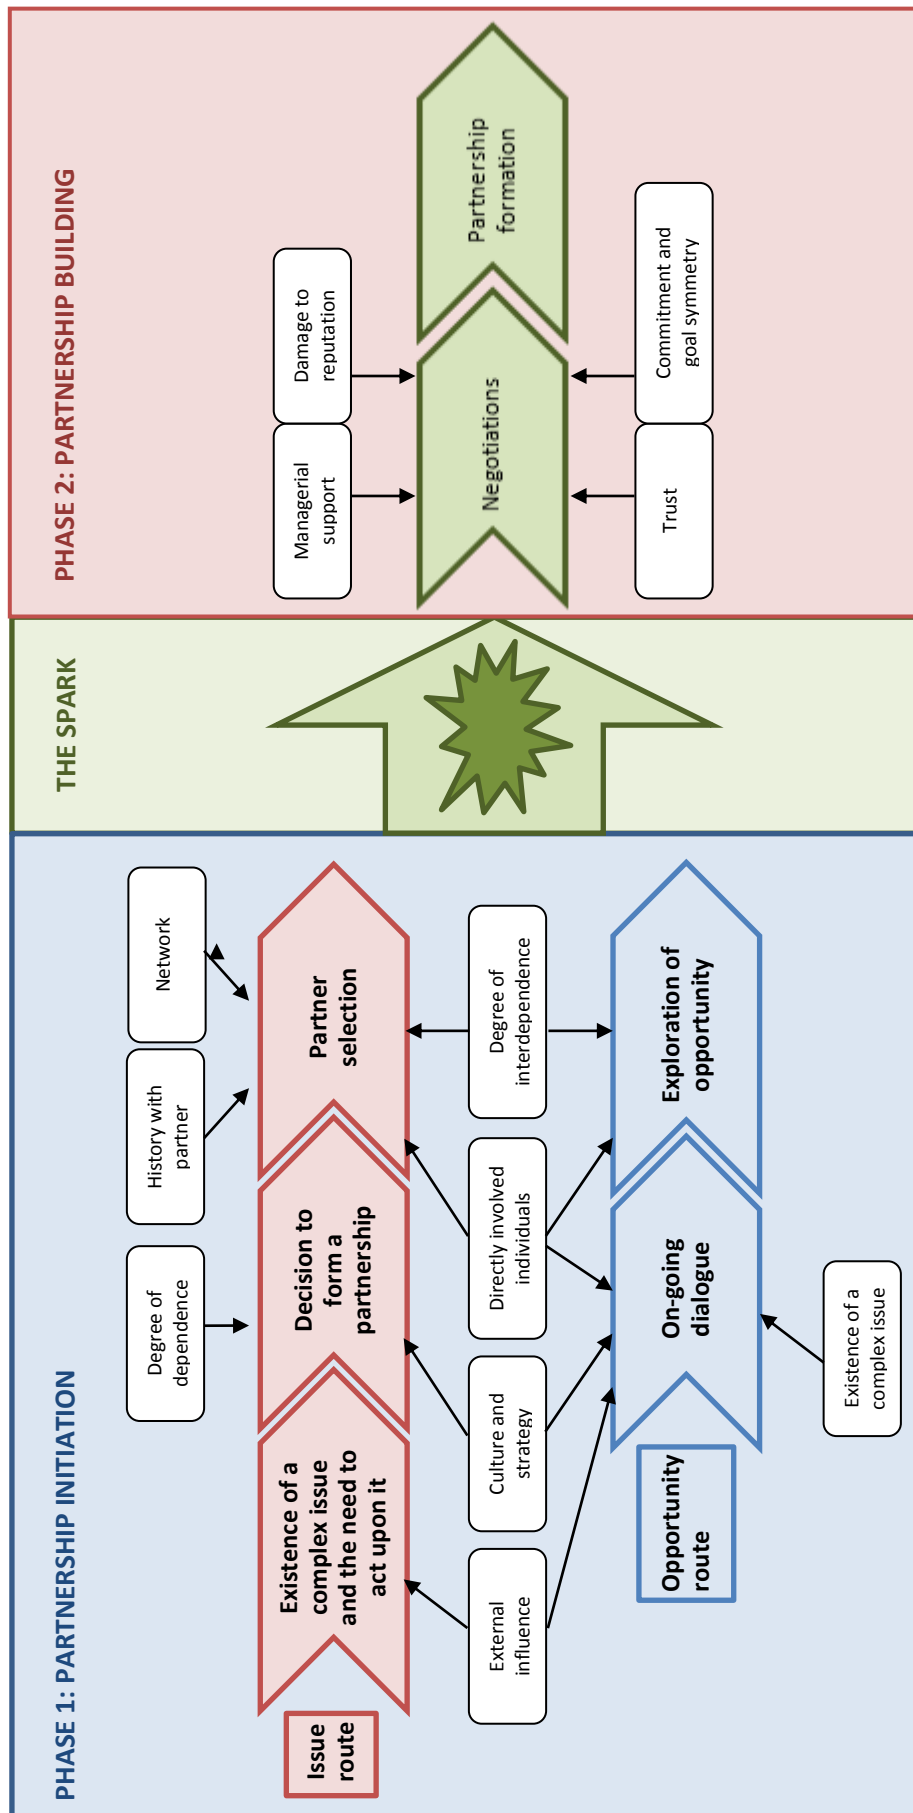 PHASE 1: PARTNERSHIP INITIATION
Degree of
dependence
History with
partner
Network
Issue
route
Existence of a
complex issue
and the need to
act upon it
Decision to
form a
partnership
Partner
selection
External
influence
Culture and
strategy
Directly involved
individuals
Degree of
interdependence
Opportunity
route
On-going
dialogue
Exploration of
opportunity
Existence of a
complex issue
THE SPARK
PHASE 2: PARTNERSHIP BUILDING
Managerial
support
Damage to
reputation
Negotiations
Partnership
formation
Trust
Commitment and
goal symmetry